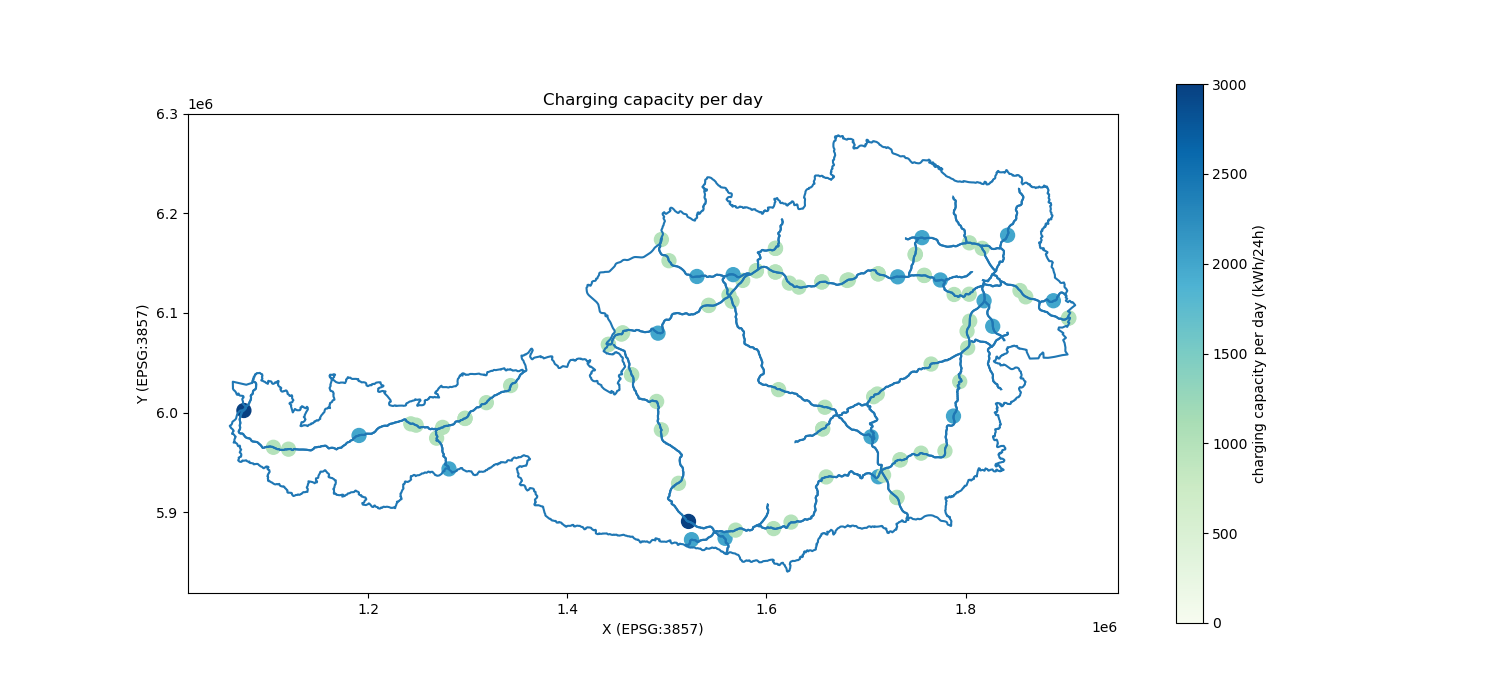 Charging capacity per day
1e6
6.3
6.2
6.1
6.0
5.9
Y (EPSG:3857)
1.2
1.4
1.6
1.8
X (EPSG:3857)
1e6
3000
2500
2000
1500
1000
500
0
charging capacity per day (kWh/24h)